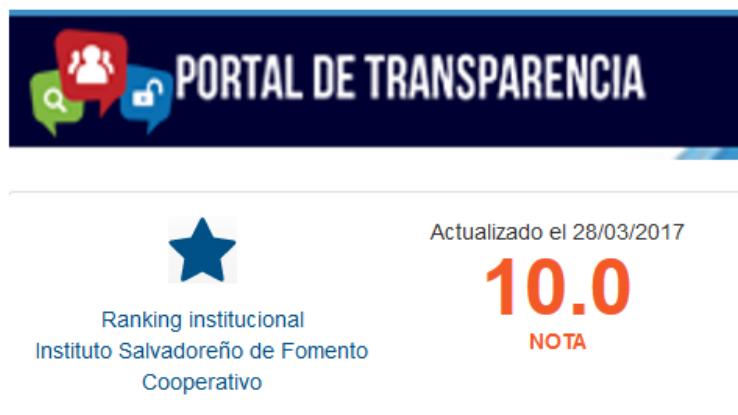 PORTAL DE TRANSPARENCIA
Ranking institucional
Instituto Salvadoreño de Fomento
Cooperativo
Actualizado el 28/03/2017
10.0
NOTA